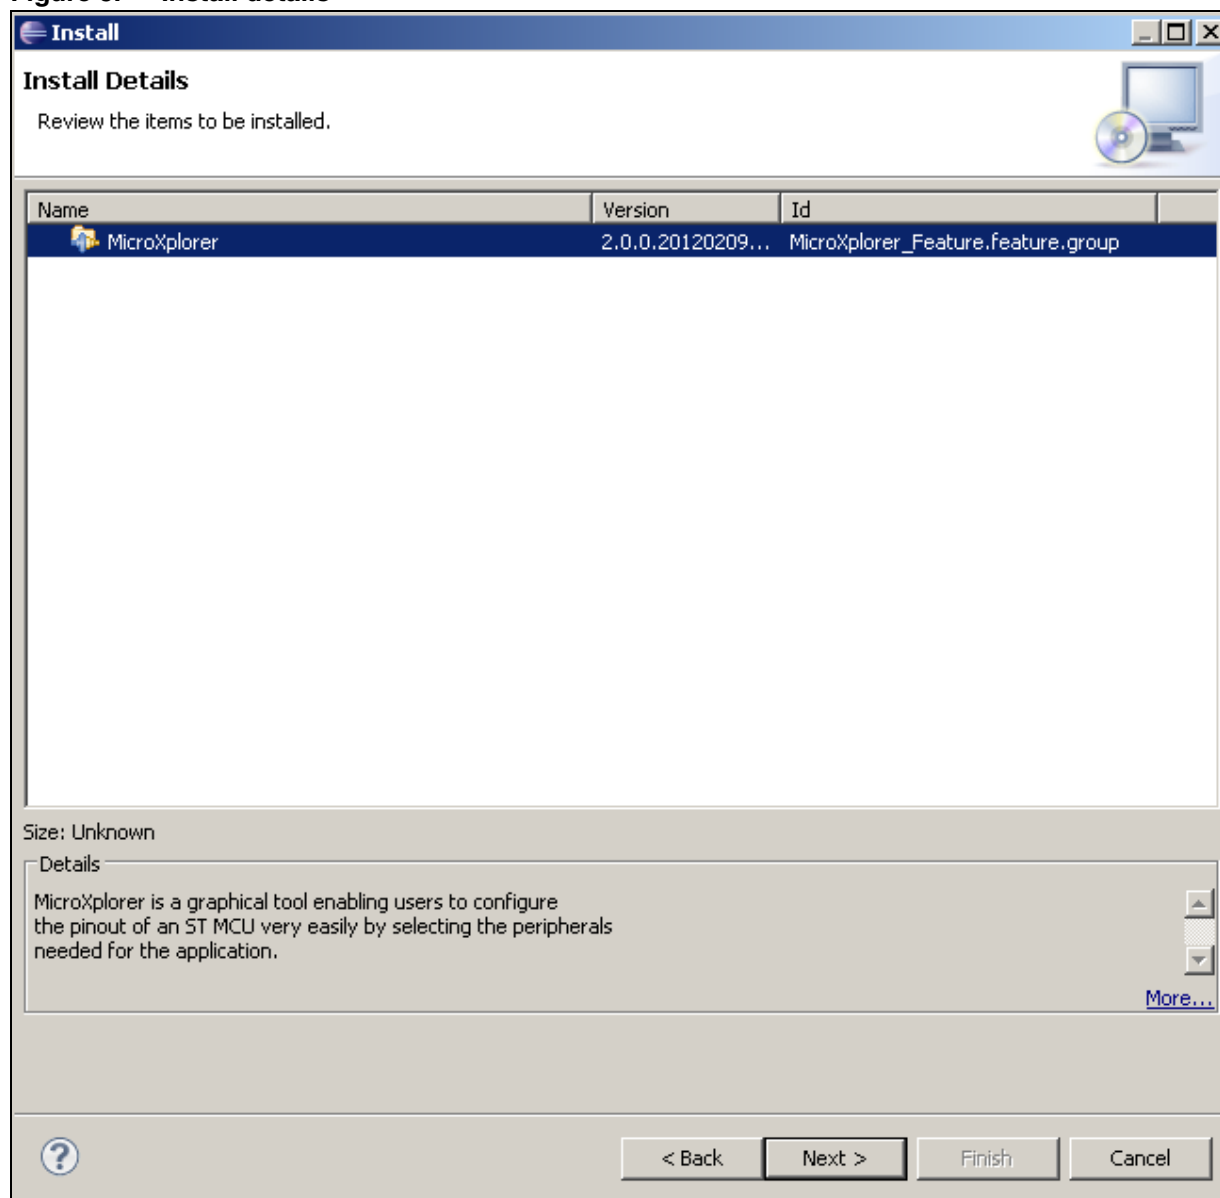 Install details
Install
Install Details
Review the items to be installed.
Name Version Id
MicroXplorer 2.0.0.20120209... MicroXplorer_Feature.feature.group
Size: Unknown
Details
MicroXplorer is a graphical tool enabling users to configure
the pinout of an ST MCU very easily by selecting the peripherals
needed for the application.
More...
? < Back Next > Finish Cancel